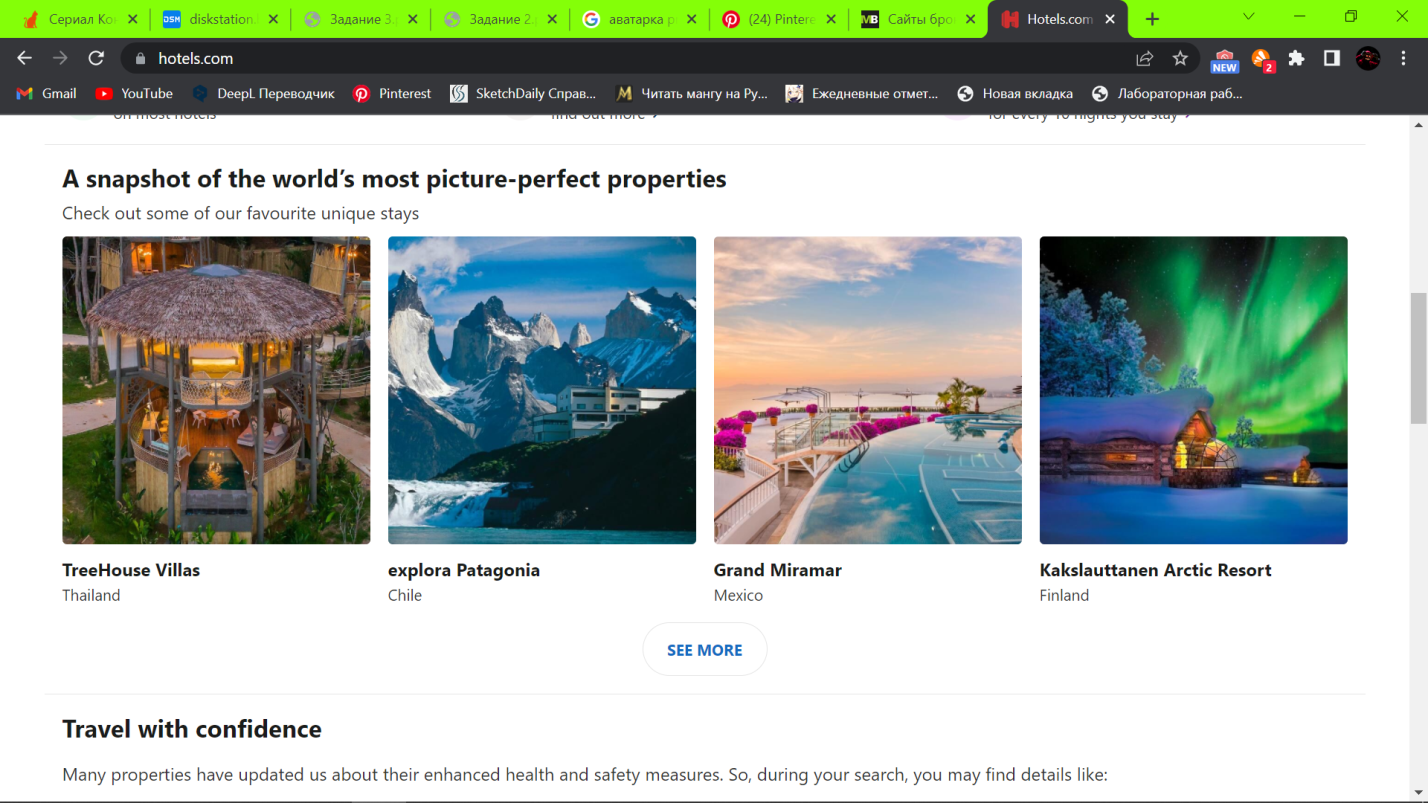 Сериал Ко
diskstation.
Задание 3.
Задание 2.
аватарка р
(24) Pintere
Сайты бро
Hotels.com
hotels.com
NEW
2
Gmail
YouTube
DeepL Переводчик
Pinterest
SketchDaily Справ...
Читать мангу на Ру...
Ежедневные отмет...
Новая вкладка
Лабораторная раб...
on most hotels
find out more
for every 10 nights you stay
A snapshot of the world’s most picture-perfect properties
Check out some of our favourite unique stays
TreeHouse Villas
Thailand
explora Patagonia
Chile
Grand Miramar
Mexico
Kakslauttanen Arctic Resort
Finland
SEE MORE
Travel with confidence
Many properties have updated us about their enhanced health and safety measures. So, during your search, you may find details like: